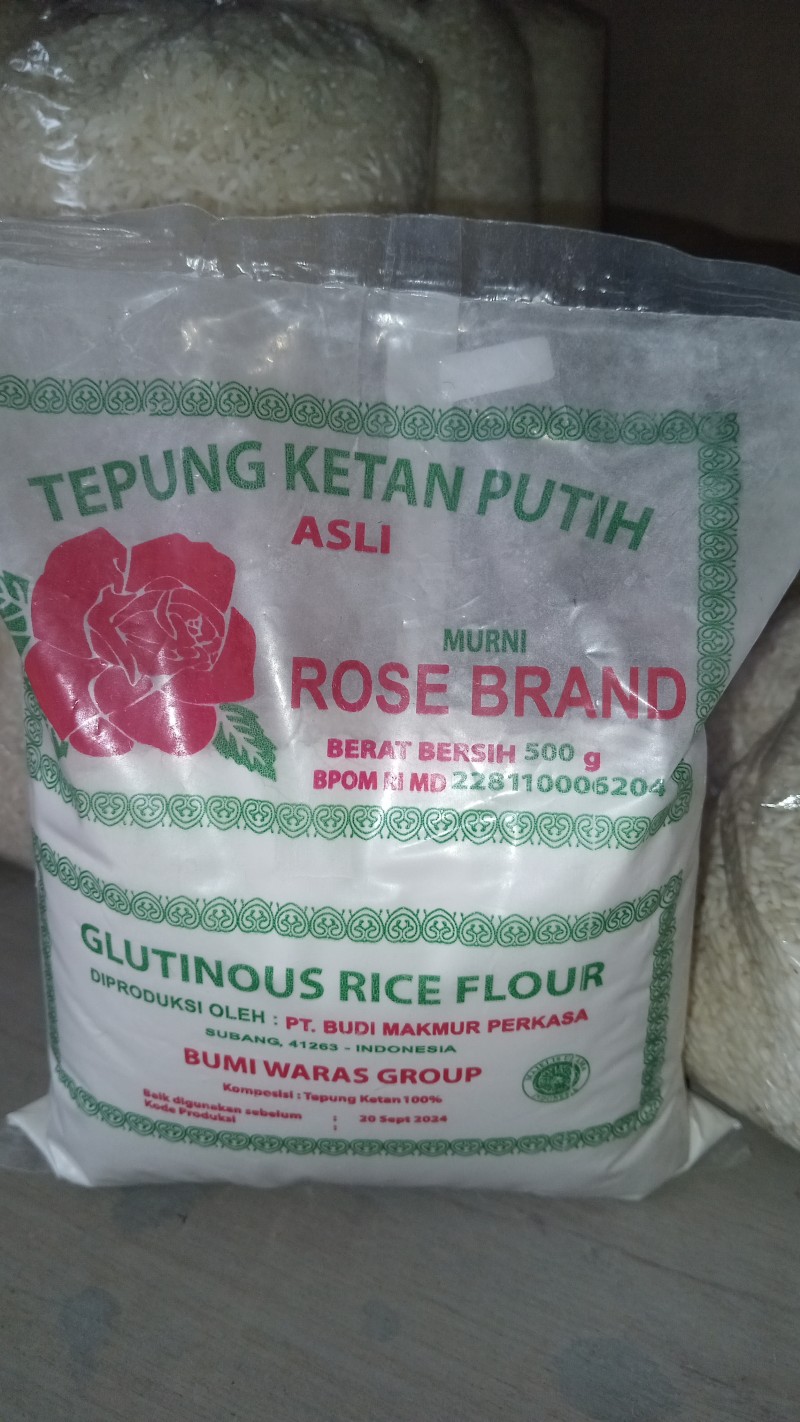 TEPUNG KETAN PUTIH
ASLI
MURNI
ROSE BRAND
BERAT BERSIH 500 g
BPOM RI MD 228110006204
GLUTINOUS RICE FLOUR
DIPRODUKSI OLEH : PT. BUDI MAKMUR PERKASA
SUBANG, 41263 - INDONESIA
BUMI WARAS GROUP
Komposisi : Tepung Ketan 100%
Baik digunakan sebelum : 20 Sept 2024
Kode Produksi :